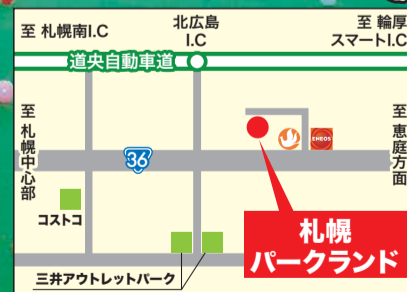 至 札幌南I.C
北広島
I.C
至 輪厚
スマートI.C
道央自動車道
至 札幌中心部
36
ENEOS
至 恵庭方面
コストコ
札幌
パークランド
三井アウトレットパーク